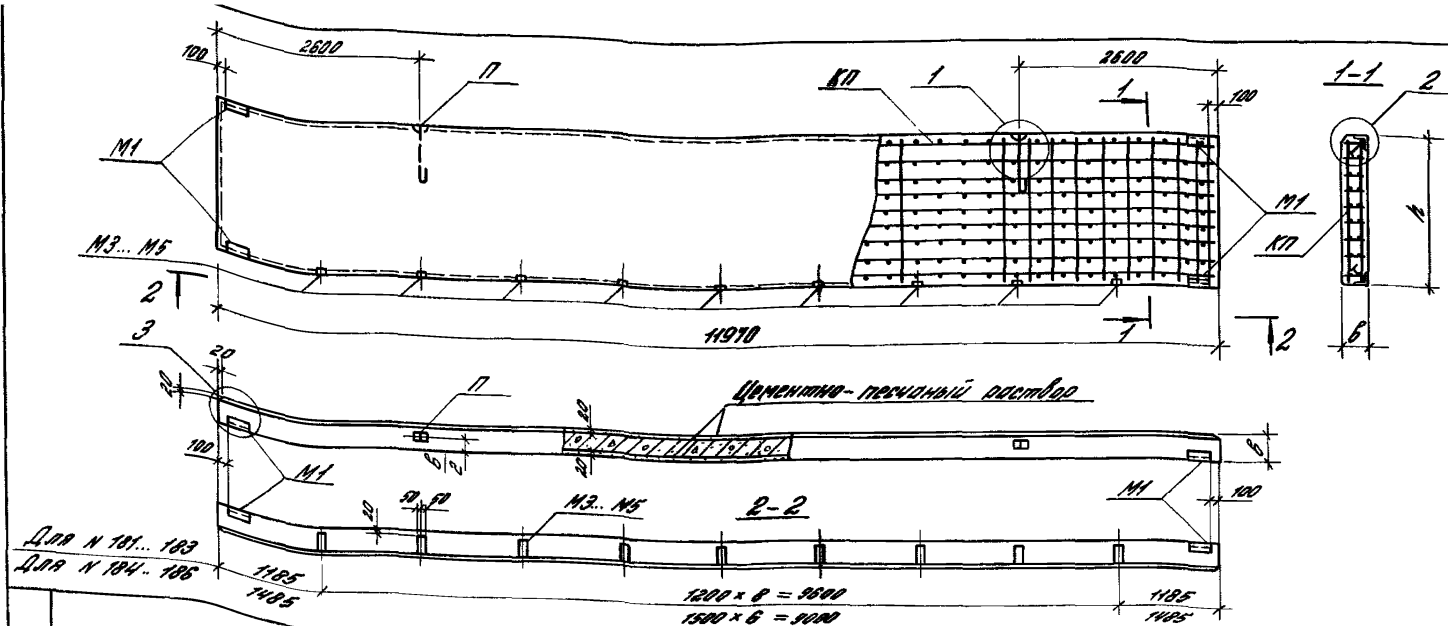 2600
100
П
КП
1
2600
1
100
1-1
2
М1
М1
h
КП
М3... М5
2
11970
1
2
в
3
20
20
П
Цементно-песчаный раствор
20
20
в
2
в
100
М1
М1
100
50 50
20
М3... М5
2-2
Для N 181... 183
Для N 184.. 186
1185
1485
1200 х 8 = 9600
1500 х 6 = 9000
1185
1485